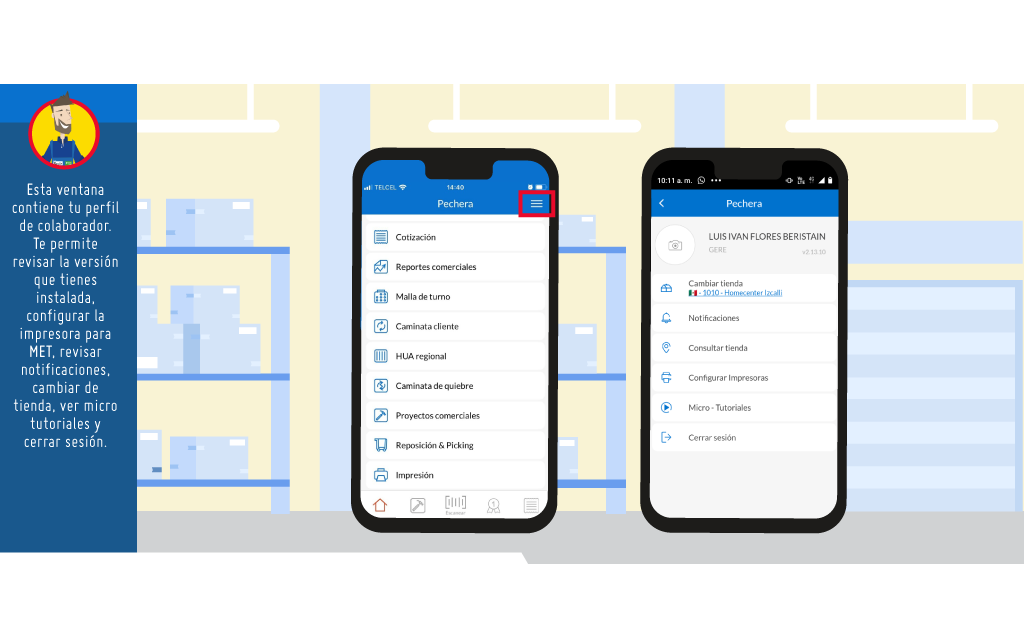 Esta ventana
contiene tu perfil
de colaborador.
Te permite
revisar la versión
que tienes
instalada,
configurar la
impresora para
MET, revisar
notificaciones,
cambiar de
tienda, ver micro
tutoriales y
cerrar sesión.
TELCEL 14:40
Pechera
Cotización
Reportes comerciales
Malla de turno
Caminata cliente
HUA regional
Caminata de quiebre
Proyectos comerciales
Reposición & Picking
Impresión
Escanear
10:11 a. m.
Pechera
LUIS IVAN FLORES BERISTAIN
GERE v2.13.10
Cambiar tienda
- 1010 - Homecenter Izcalli
Notificaciones
Consultar tienda
Configurar Impresoras
Micro - Tutoriales
Cerrar sesión